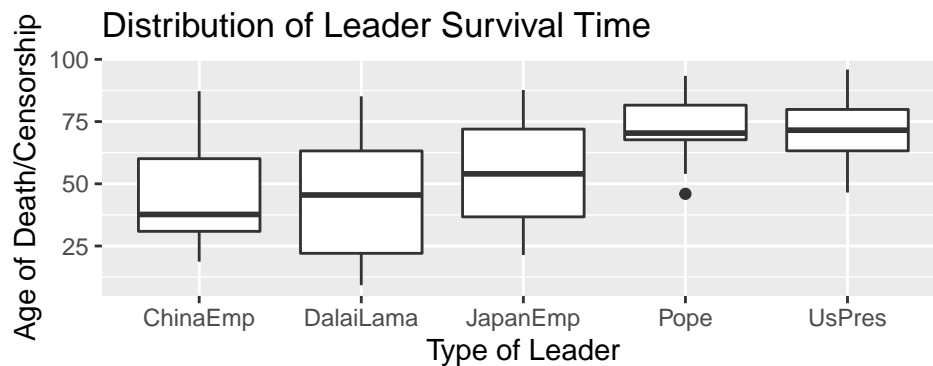 Distribution of Leader Survival Time
Age of Death/Censorship
100
75
50
25
ChinaEmp DalaiLama JapanEmp Pope UsPres
Type of Leader